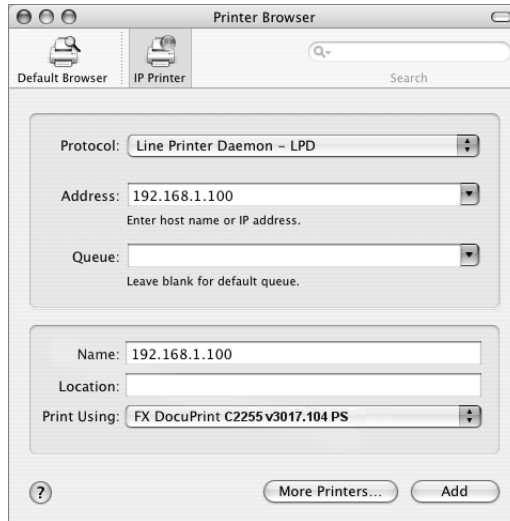 Printer Browser
Default Browser
IP Printer
Search
Protocol: Line Printer Daemon – LPD
Address: 192.168.1.100
Enter host name or IP address.
Queue:
Leave blank for default queue.
Name: 192.168.1.100
Location:
Print Using: FX DocuPrint C2255 v3017.104 PS
?
More Printers...
Add